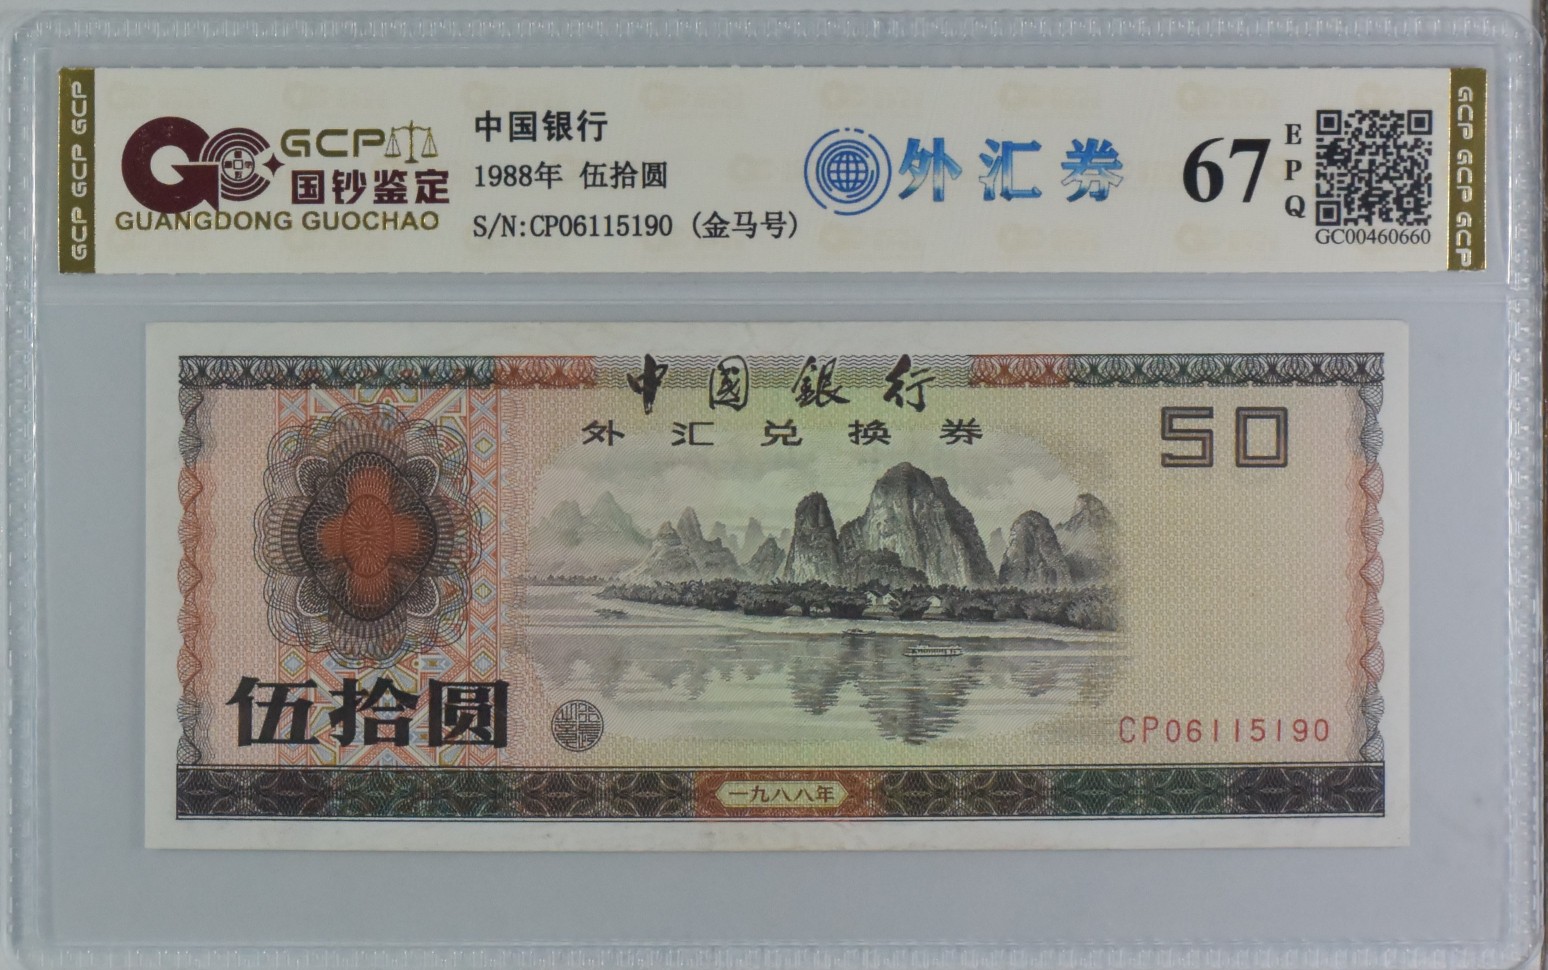 GCP GCP GCP
GCP
国钞鉴定
GUANGDONG GUOCHAO
中国银行
1988年 伍拾圆
S/N:CP06115190 (金马号)
外汇券
67
EPQ
GC00460660
GCP GCP GCP
中國銀行
外汇兑换券
50
伍拾圆
CP06115190
一九八八年